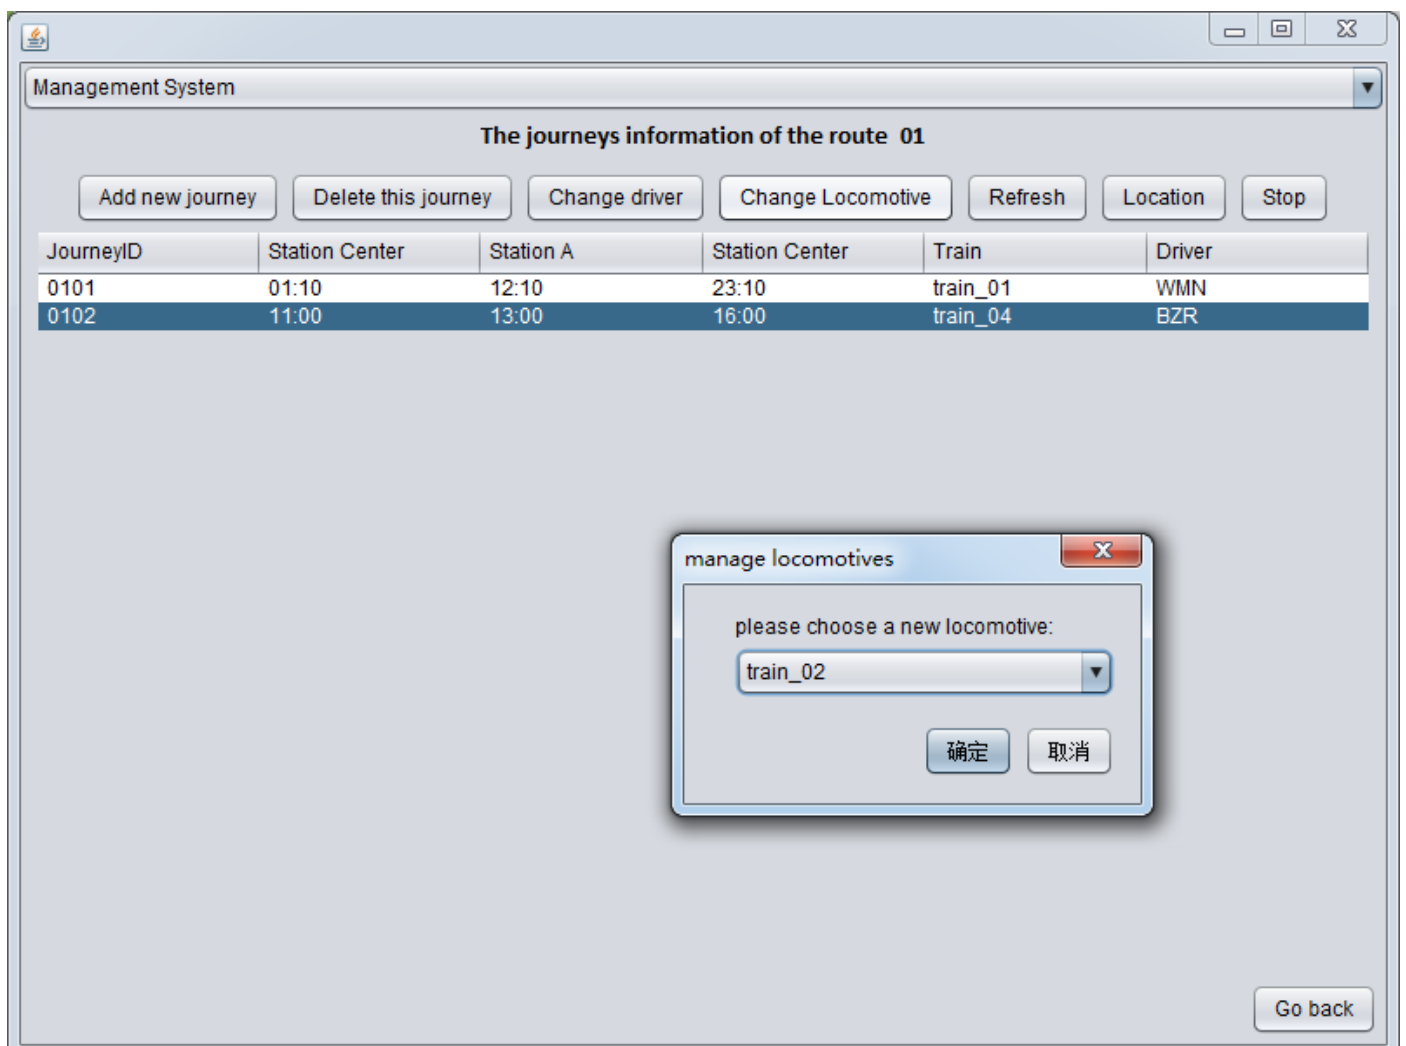 Management System
The journeys information of the route 01
Add new journey Delete this journey Change driver Change Locomotive Refresh Location Stop
JourneyID Station Center Station A Station Center Train Driver
0101 01:10 12:10 23:10 train_01 WMN
0102 11:00 13:00 16:00 train_04 BZR
manage locomotives
please choose a new locomotive:
train_02
确定 取消
Go back